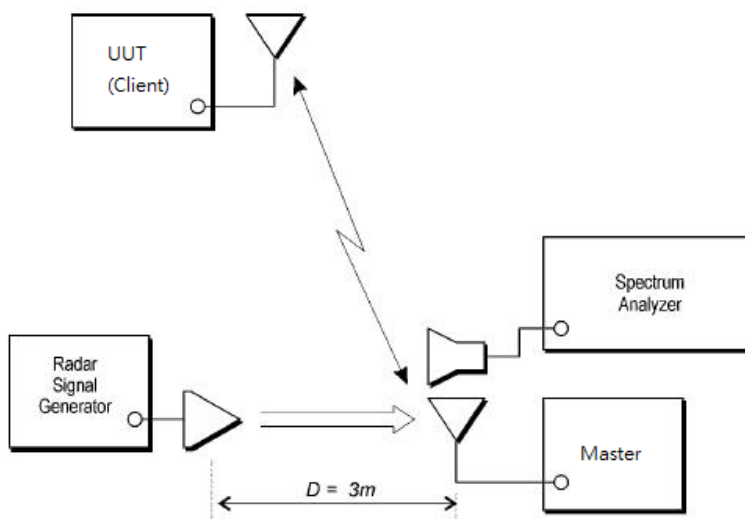 UUT
(Client)
Spectrum
Analyzer
Radar
Signal
Generator
Master
D = 3m